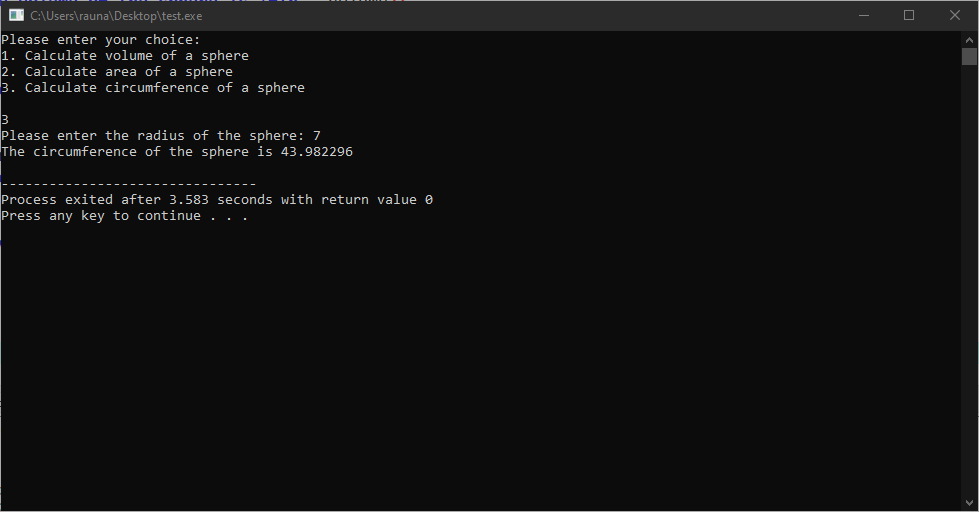 C:\Users\rauna\Desktop\test.exe
Please enter your choice:
1. Calculate volume of a sphere
2. Calculate area of a sphere
3. Calculate circumference of a sphere
3
Please enter the radius of the sphere: 7
The circumference of the sphere is 43.982296
--------------------------------
Process exited after 3.583 seconds with return value 0
Press any key to continue . . .